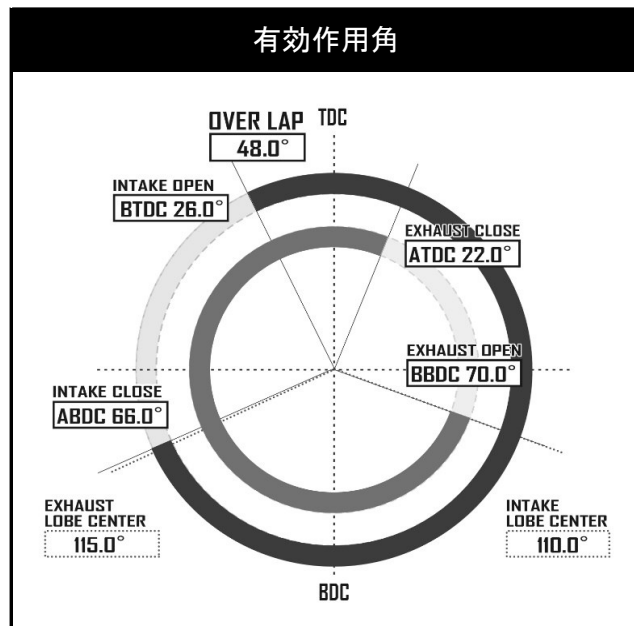 有効作用角
OVER LAP
48.0°
TDC
INTAKE OPEN
BTDC 26.0°
EXHAUST CLOSE
ATDC 22.0°
EXHAUST OPEN
BBDC 70.0°
INTAKE CLOSE
ABDC 66.0°
EXHAUST
LOBE CENTER
115.0°
INTAKE
LOBE CENTER
110.0°
BDC